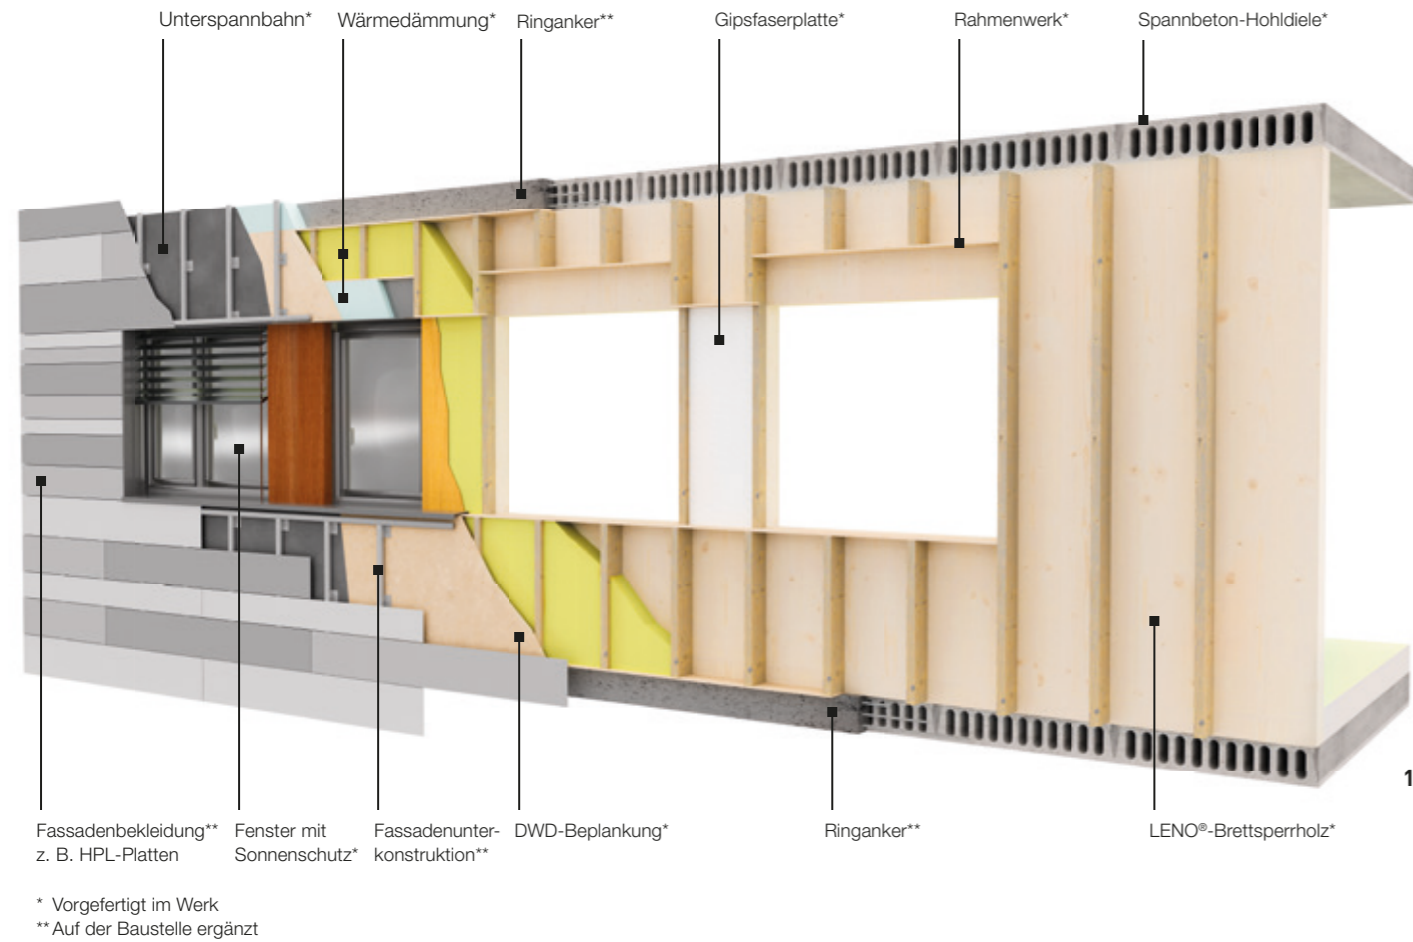 Unterspannbahn*
Wärmedämmung*
Ringanker**
Gipsfaserplatte*
Rahmenwerk*
Spannbeton-Hohldiele*
1
Fassadenbekleidung**
z. B. HPL-Platten
Fenster mit
Sonnenschutz*
Fassadenunter-
konstruktion**
DWD-Beplankung*
Ringanker**
LENO®-Brettsperrholz*
* Vorgefertigt im Werk
** Auf der Baustelle ergänzt